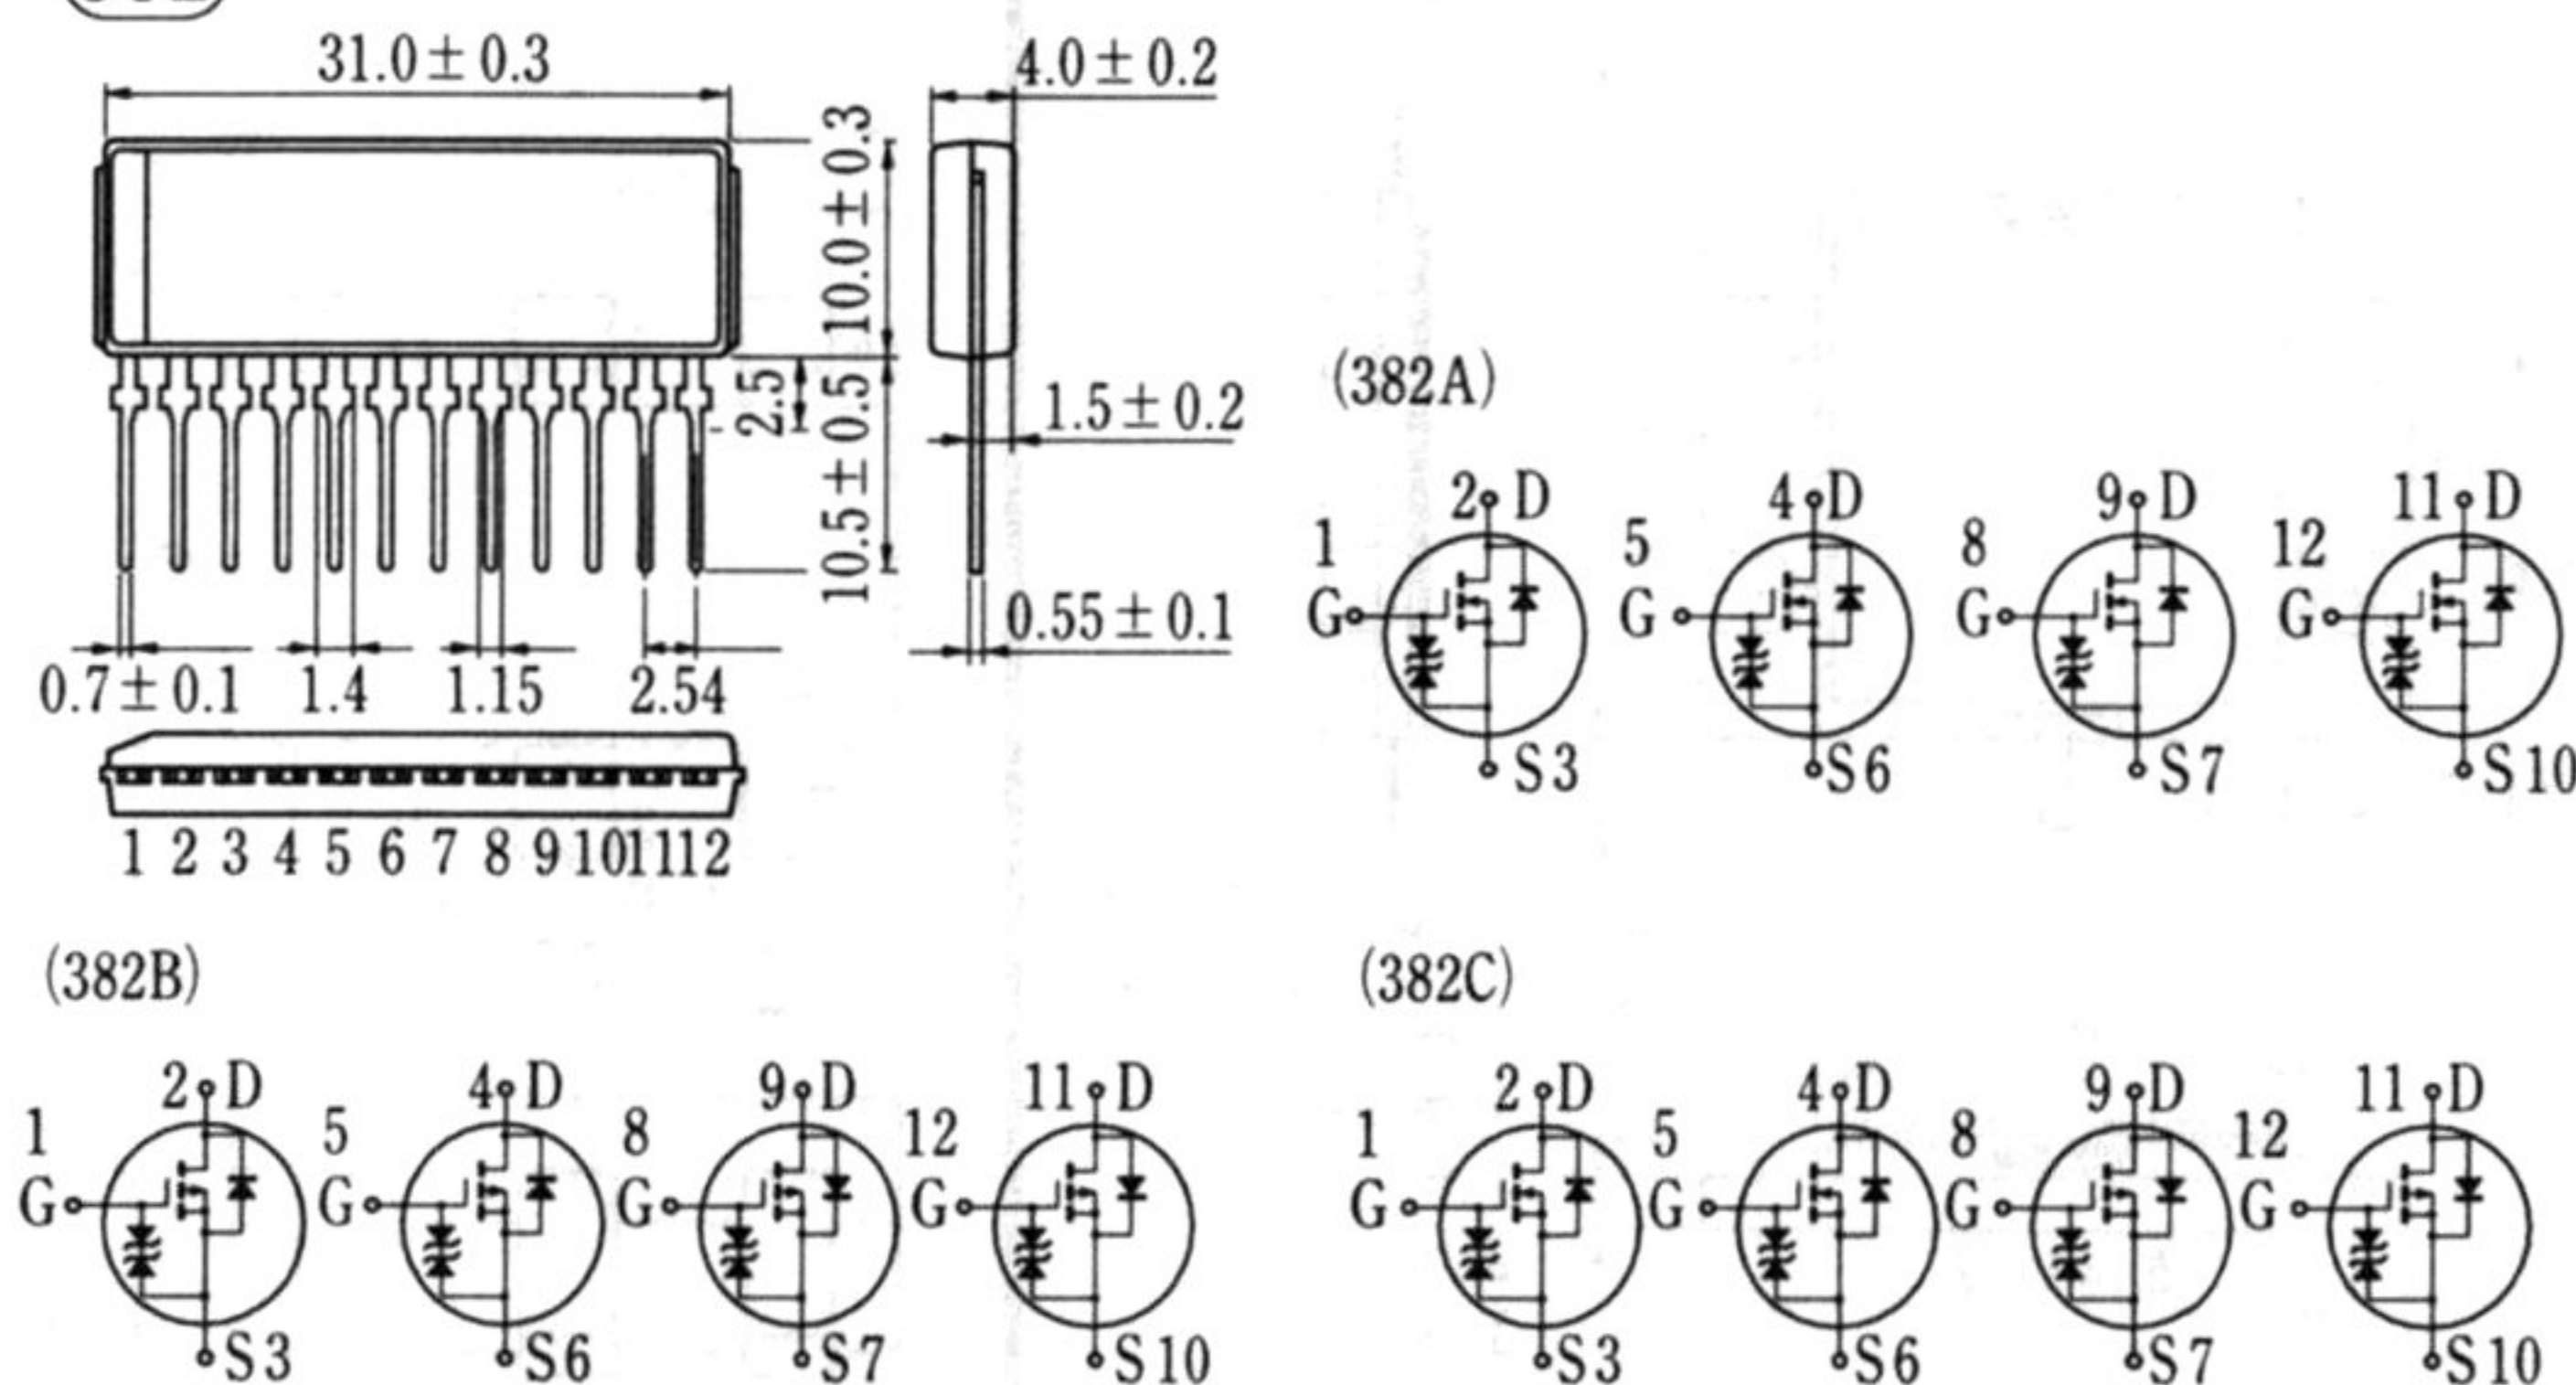 31.0±0.3
4.0±0.2
10.0±0.3
2.5
10.5±0.5
1.5±0.2
0.55±0.1
0.7±0.1 1.4 1.15 2.54
1 2 3 4 5 6 7 8 9 10 11 12
(382A)
2 D 4 D 9 D 11 D
1 5 8 12
G G G G
S3 S6 S7 S10
(382B)
2 D 4 D 9 D 11 D
1 5 8 12
G G G G
S3 S6 S7 S10
(382C)
2 D 4 D 9 D 11 D
1 5 8 12
G G G G
S3 S6 S7 S10